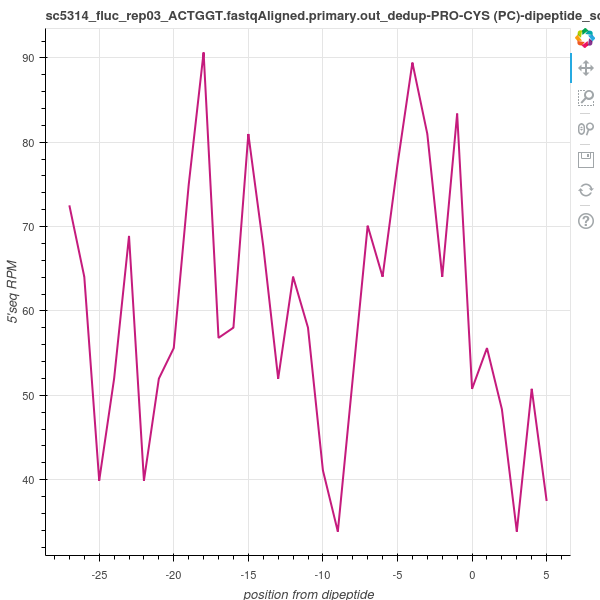 sc5314_fluc_rep03_ACTGGT.fastqAligned.primary.out_dedup-PRO-CYS (PC)-dipeptide_sc
90
80
70
60
50
40
5'seq RPM
-25 -20 -15 -10 -5 0 5
position from dipeptide